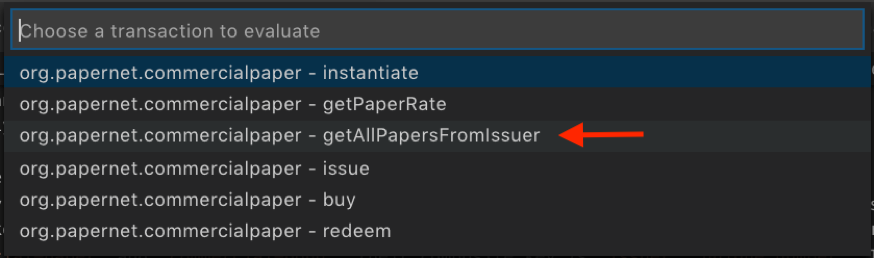 Choose a transaction to evaluate
org.papernet.commercialpaper - instantiate
org.papernet.commercialpaper - getPaperRate
org.papernet.commercialpaper - getAllPapersFromIssuer
org.papernet.commercialpaper - issue
org.papernet.commercialpaper - buy
org.papernet.commercialpaper - redeem